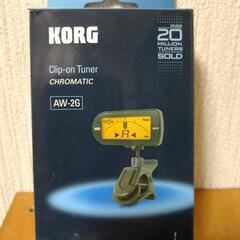 KORG
OVER
20
MILLION
TUNERS
SOLD
Clip-on Tuner
CHROMATIC
AW-2G
A